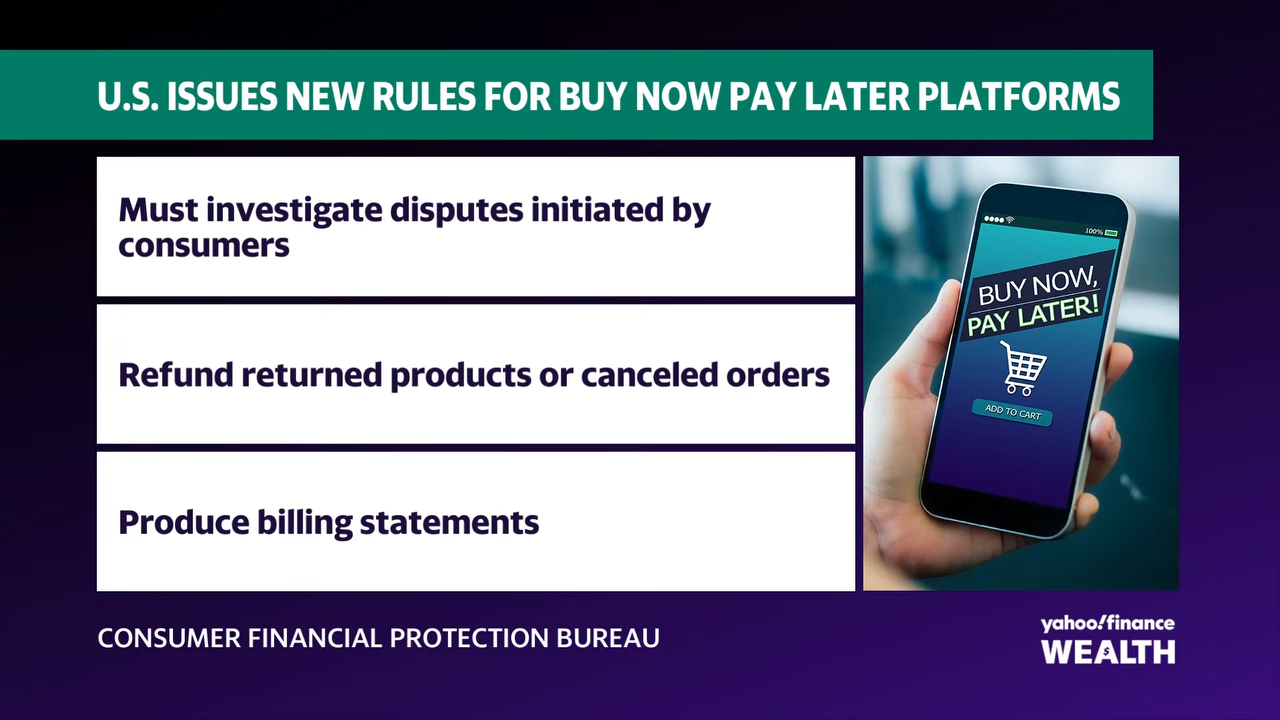 U.S. ISSUES NEW RULES FOR BUY NOW PAY LATER PLATFORMS
Must investigate disputes initiated by
consumers
Refund returned products or canceled orders
Produce billing statements
100%
BUY NOW,
PAY LATER!
ADD TO CART
CONSUMER FINANCIAL PROTECTION BUREAU
yahoo!finance
WEALTH